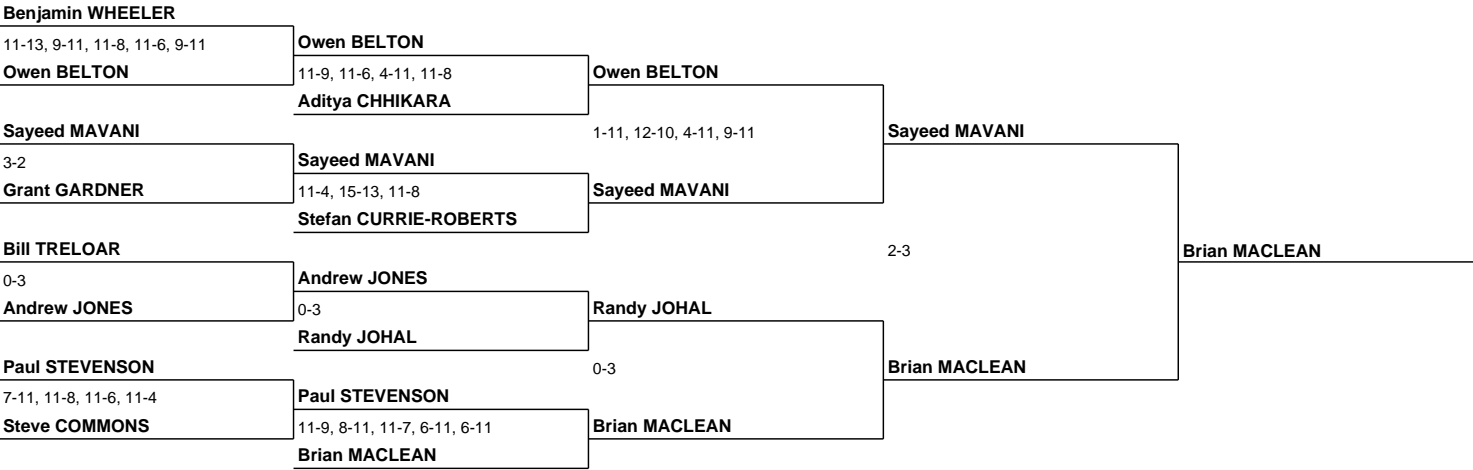 Benjamin WHEELER
11-13, 9-11, 11-8, 11-6, 9-11
Owen BELTON
Owen BELTON
11-9, 11-6, 4-11, 11-8
Aditya CHHIKARA
Owen BELTON
Sayeed MAVANI
3-2
Grant GARDNER
Sayeed MAVANI
11-4, 15-13, 11-8
Stefan CURRIE-ROBERTS
1-11, 12-10, 4-11, 9-11
Sayeed MAVANI
Sayeed MAVANI
Bill TRELOAR
0-3
Andrew JONES
Andrew JONES
0-3
Randy JOHAL
Randy JOHAL
Paul STEVENSON
7-11, 11-8, 11-6, 11-4
Steve COMMONS
Paul STEVENSON
11-9, 8-11, 11-7, 6-11, 6-11
Brian MACLEAN
0-3
Brian MACLEAN
Brian MACLEAN
2-3
Brian MACLEAN